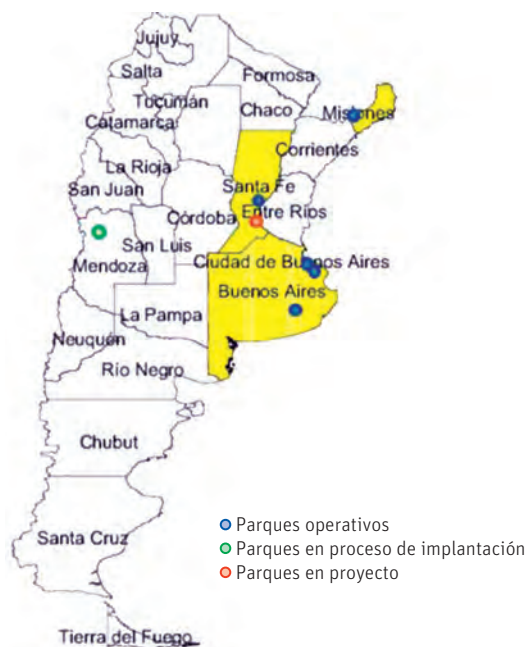 Jujuy
Salta
Formosa
Tucumán
Chaco
Misiones
Catamarca
Corrientes
La Rioja
San Juan
Santa Fe
Córdoba
Entre Ríos
San Luis
Mendoza
Ciudad de Buenos Aires
Buenos Aires
La Pampa
Neuquén
Río Negro
Chubut
Santa Cruz
Tierra del Fuego
Parques operativos
Parques en proceso de implantación
Parques en proyecto